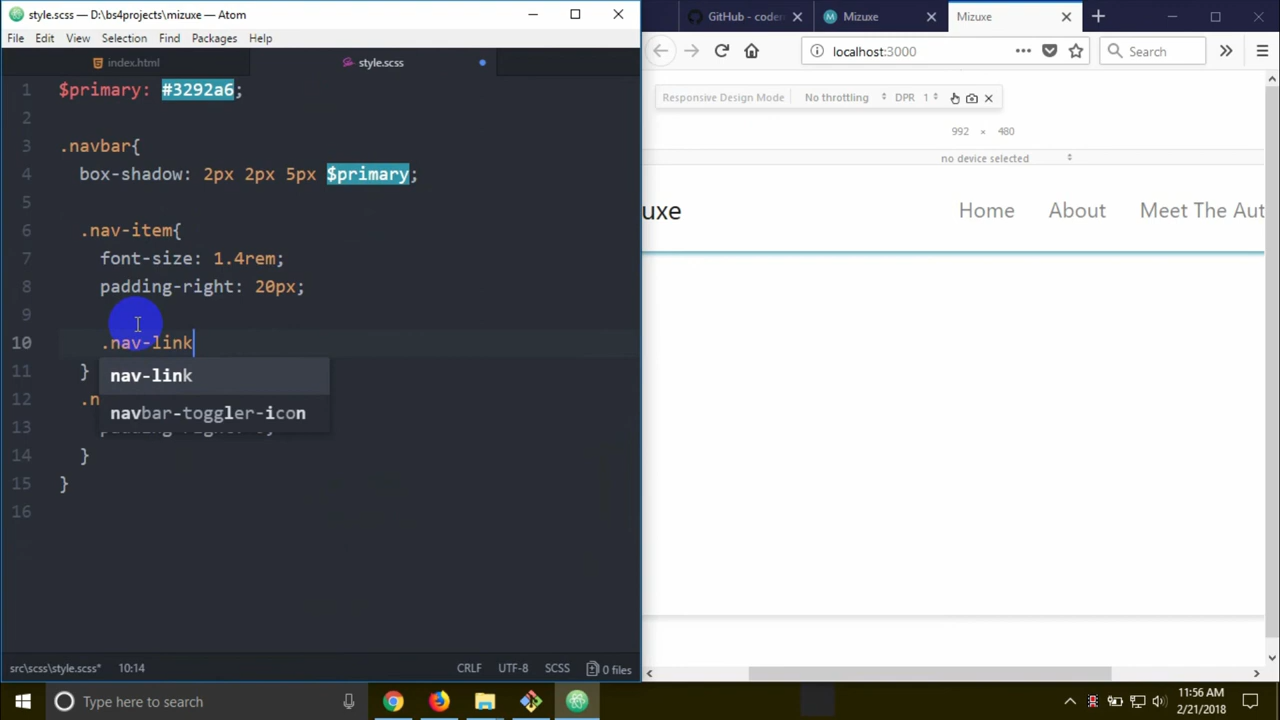 style.scss — D:\bs4projects\mizuxe — Atom
File Edit View Selection Find Packages Help
index.html
style.scss
1 $primary: #3292a6;
2
3 .navbar{
4 box-shadow: 2px 2px 5px $primary;
5
6 .nav-item{
7 font-size: 1.4rem;
8 padding-right: 20px;
9
10 .nav-link
11 }
nav-link
12 .n
navbar-toggler-icon
13
14 }
15 }
16
src\scss\style.scss* 10:14 CRLF UTF-8 SCSS 0 files
GitHub - coder
Mizuxe
Mizuxe
localhost:3000
Search
Responsive Design Mode No throttling DPR 1
992 × 480
no device selected
uxe Home About Meet The Aut
Type here to search
11:56 AM
2/21/2018